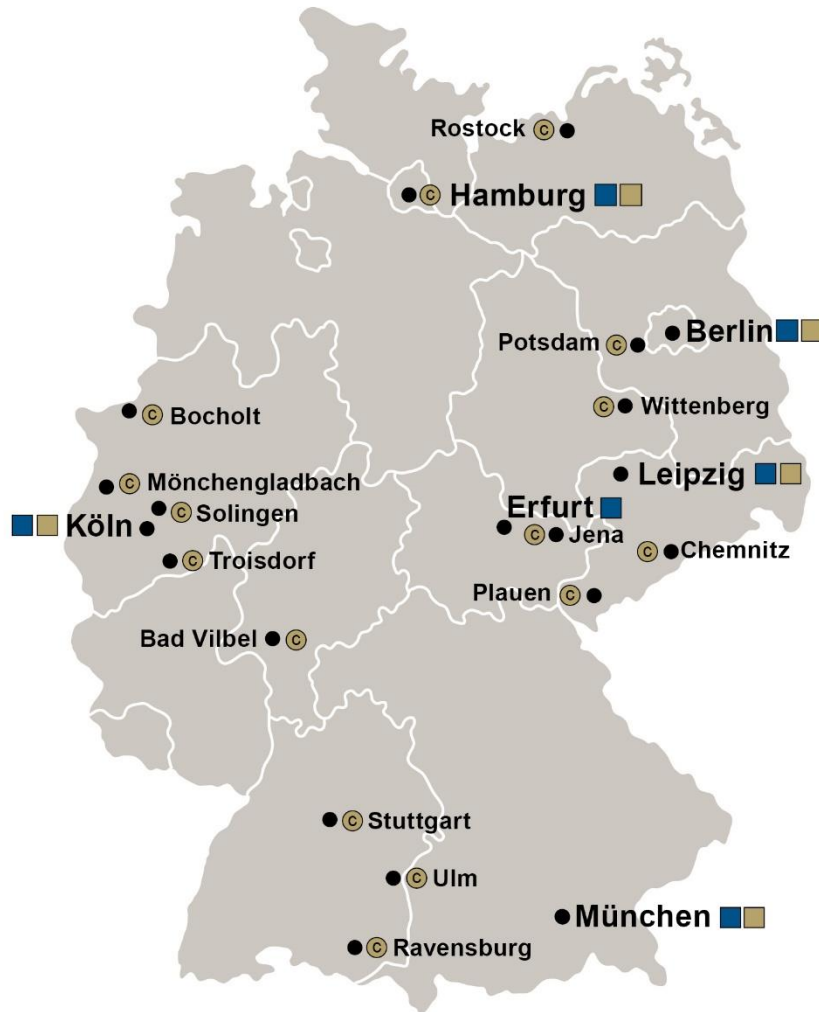 Rostock C
C Hamburg
Potsdam C
Berlin
C Bocholt
C Wittenberg
C Mönchengladbach
Leipzig
C Solingen
Erfurt
Köln
C Jena
C Chemnitz
C Troisdorf
Plauen C
Bad Vilbel C
C Stuttgart
C Ulm
München
C Ravensburg